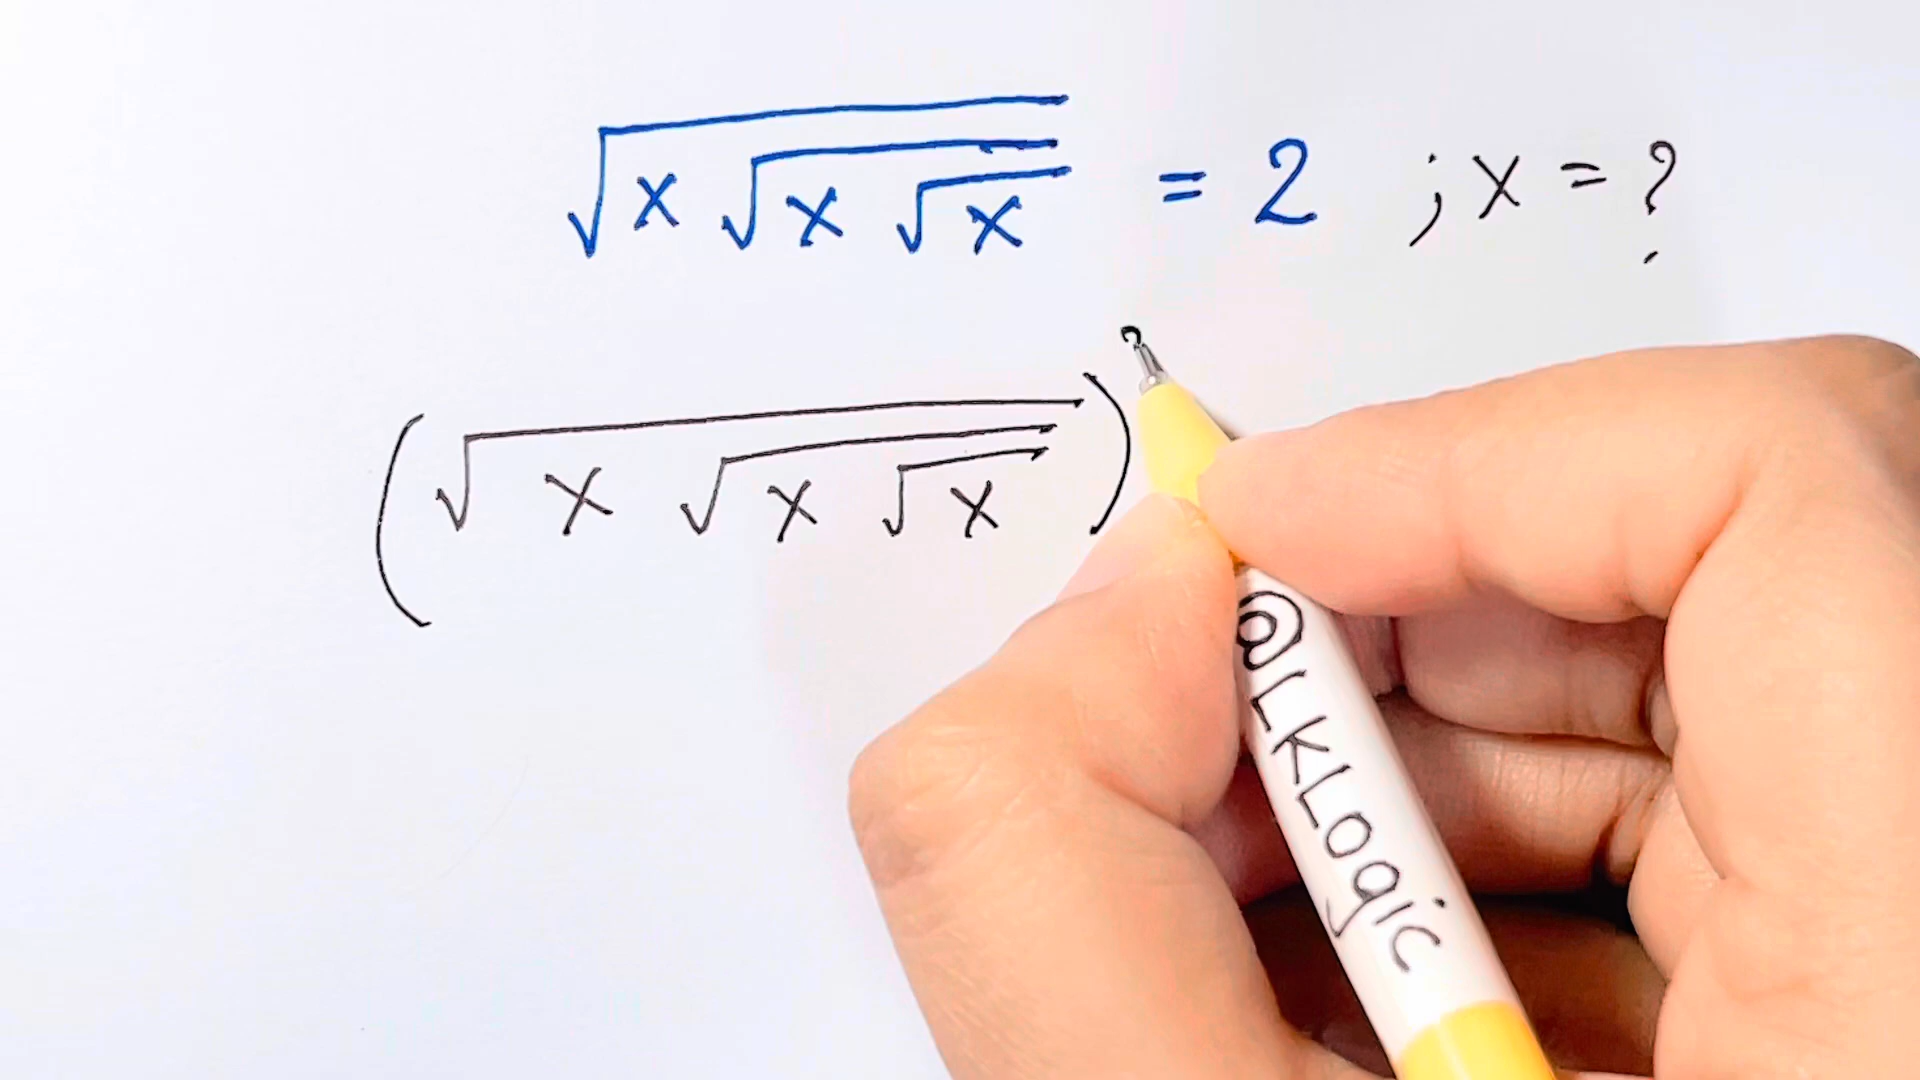 √(x√(x√x)) = 2 ; x = ?
(√(x√(x√x)))
@LKLogic